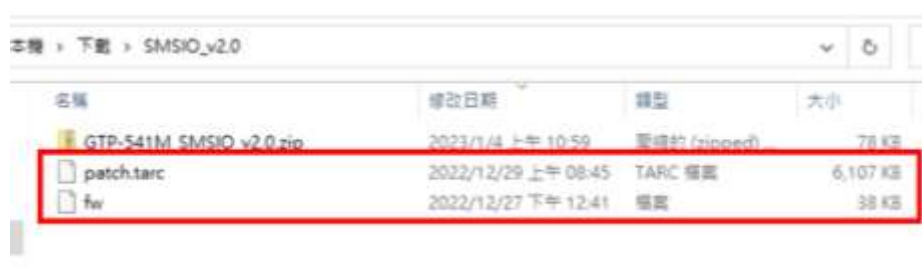 本機 > 下載 > SMSIO_v2.0
名稱 修改日期 類型 大小
GTP-541M_SMSIO_v2.0.zip 2023/1/4 上午 10:59 壓縮的 (zipped) ... 78 KB
patch.tarc 2022/12/29 上午 08:45 TARC 檔案 6,107 KB
fw 2022/12/27 下午 12:41 檔案 38 KB